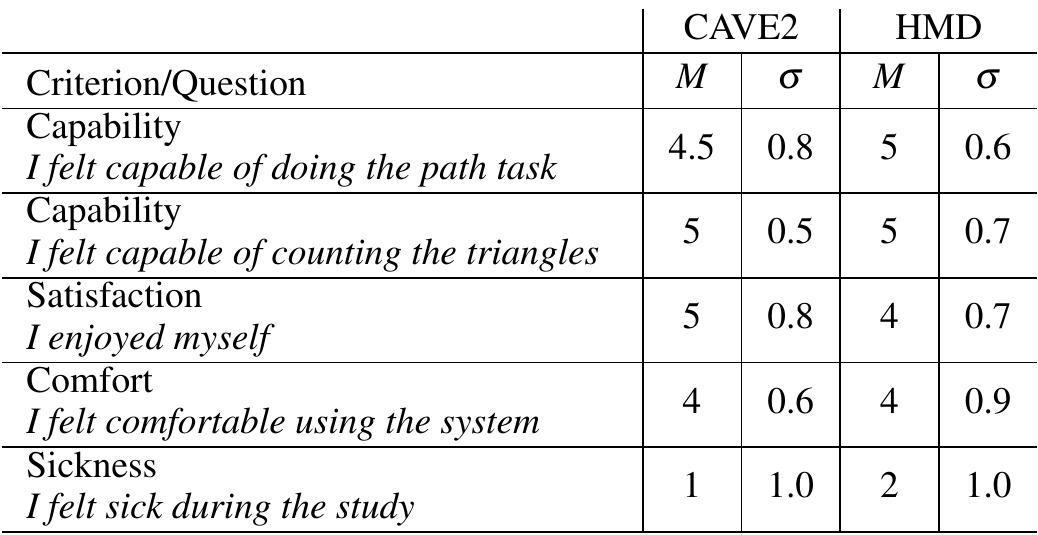 CAVE2 HMD
Criterion/Question M σ M σ
Capability
I felt capable of doing the path task 4.5 0.8 5 0.6
Capability
I felt capable of counting the triangles 5 0.5 5 0.7
Satisfaction
I enjoyed myself 5 0.8 4 0.7
Comfort
I felt comfortable using the system 4 0.6 4 0.9
Sickness
I felt sick during the study 1 1.0 2 1.0